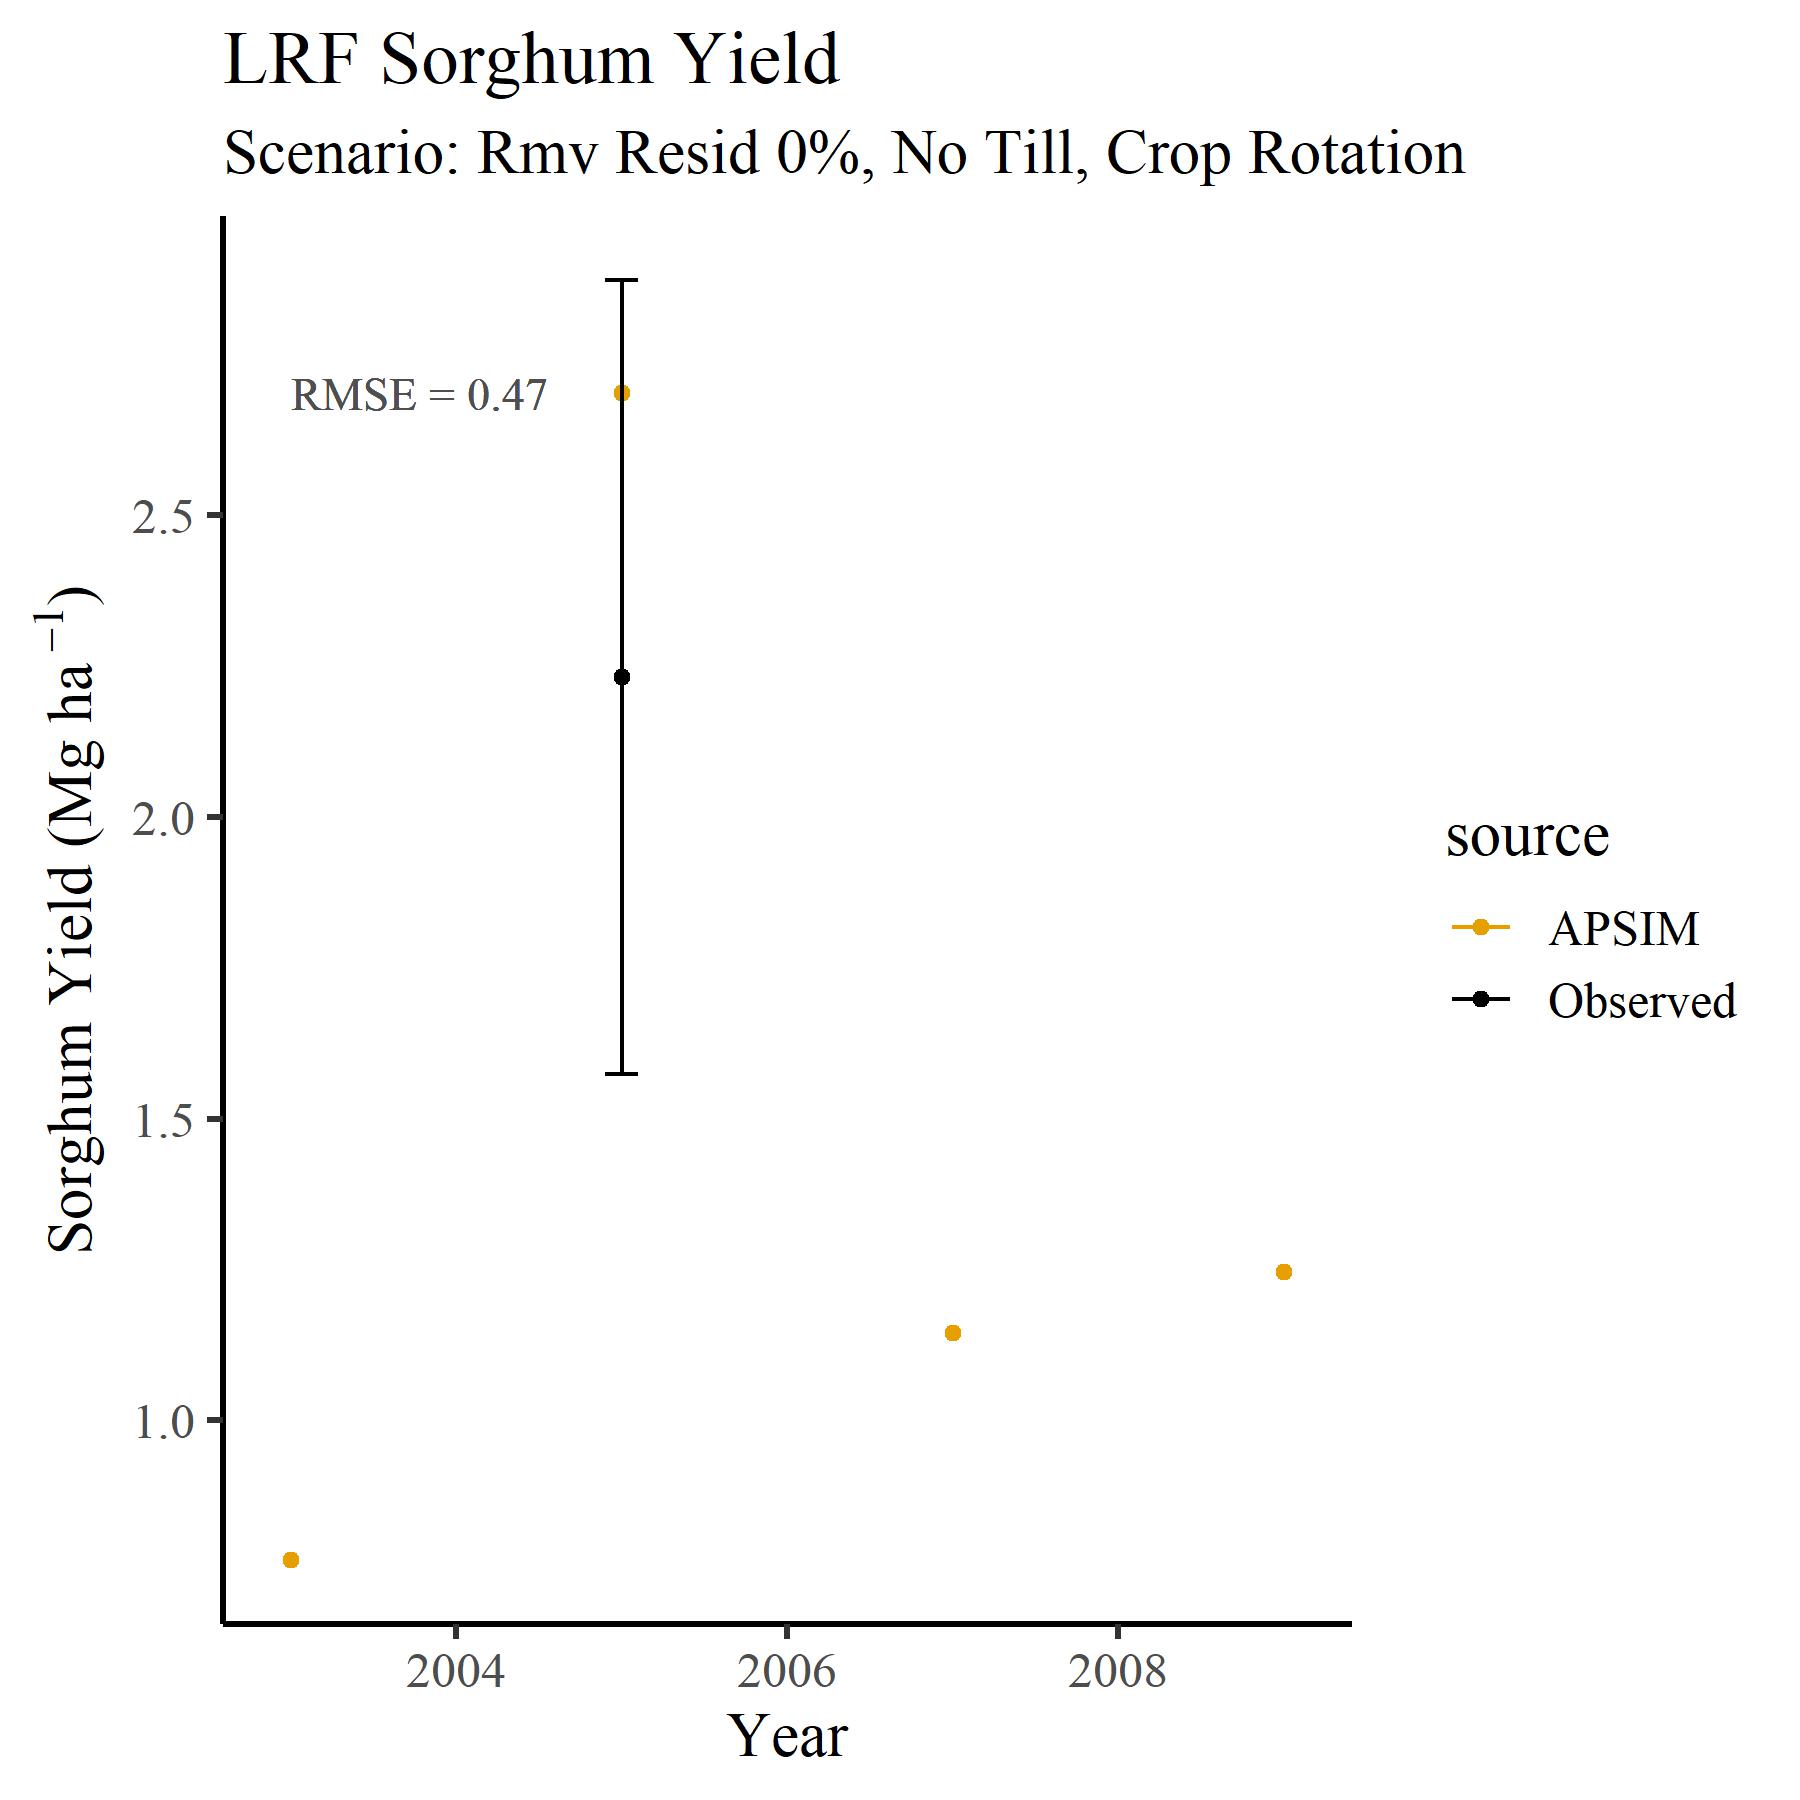 LRF Sorghum Yield
Scenario: Rmv Resid 0%, No Till, Crop Rotation
RMSE = 0.47
2.5
2.0
1.5
1.0
Sorghum Yield (Mg ha⁻¹)
2004
2006
2008
Year
source
APSIM
Observed